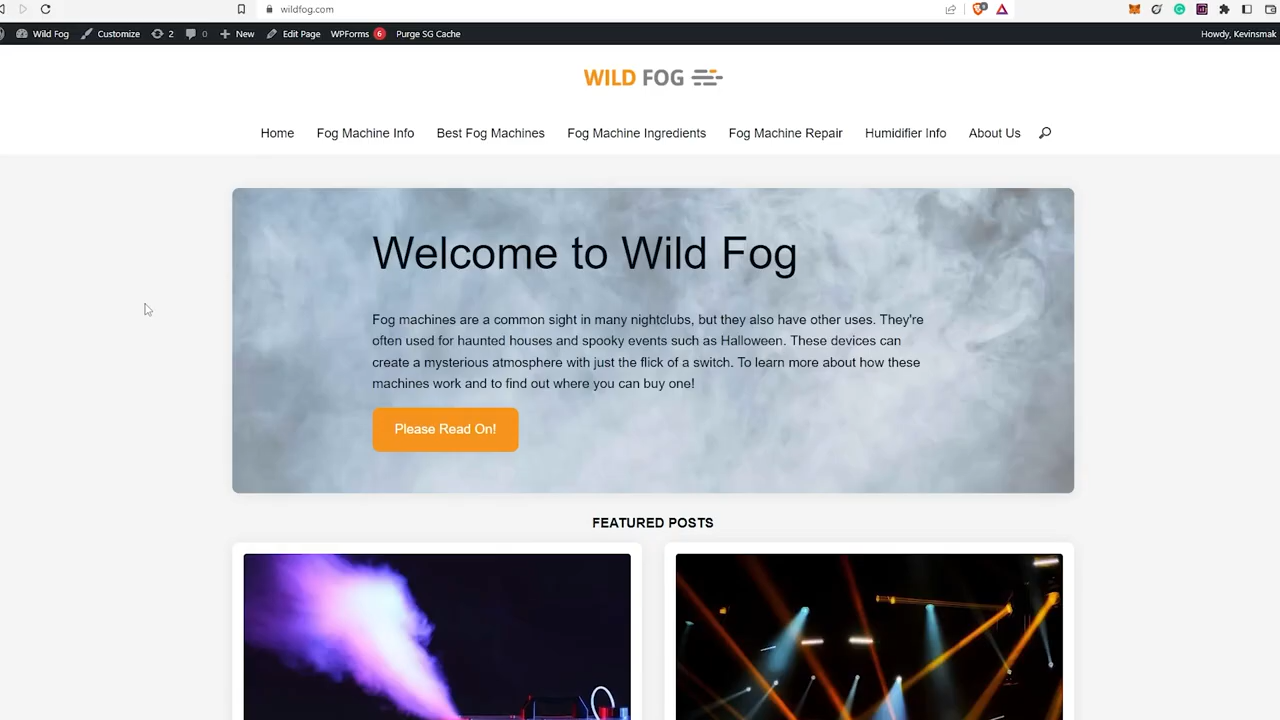 wildfog.com
Wild Fog Customize 2 0 New Edit Page WPForms 6 Purge SG Cache Howdy, Kevinsmak
WILD FOG
Home Fog Machine Info Best Fog Machines Fog Machine Ingredients Fog Machine Repair Humidifier Info About Us
Welcome to Wild Fog
Fog machines are a common sight in many nightclubs, but they also have other uses. They're
often used for haunted houses and spooky events such as Halloween. These devices can
create a mysterious atmosphere with just the flick of a switch. To learn more about how these
machines work and to find out where you can buy one!
Please Read On!
FEATURED POSTS